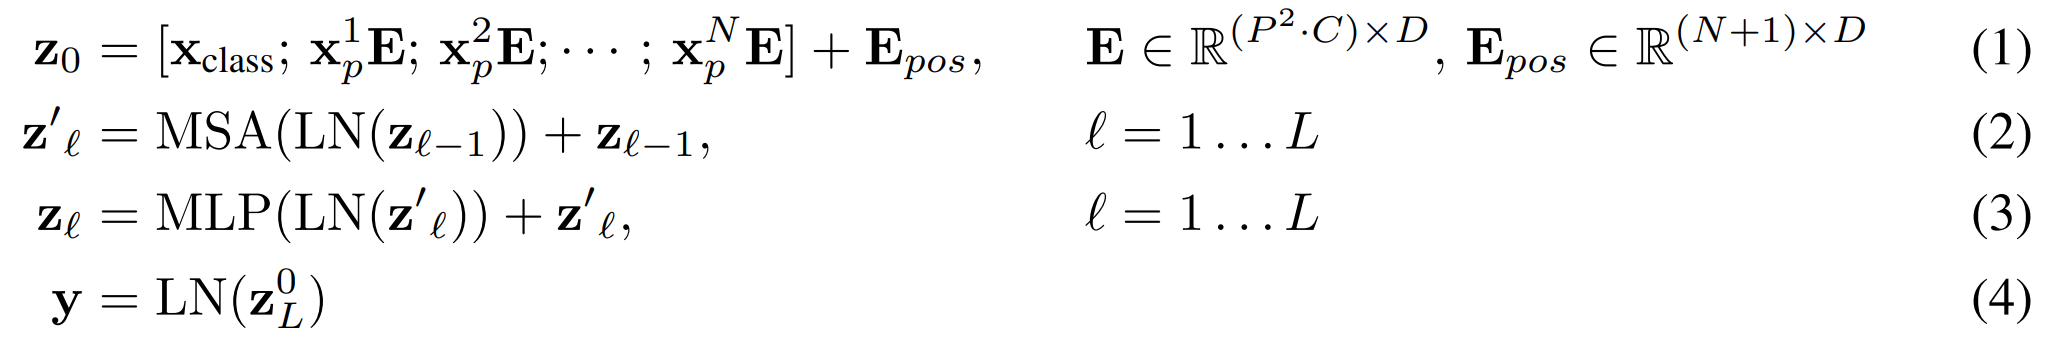 𝐳₀ = [𝐱_class; 𝐱_p^1 𝐄; 𝐱_p^2 𝐄; ⋯ ; 𝐱_p^N 𝐄] + 𝐄_pos, 𝐄 ∈ ℝ^{(P^2·C)×D}, 𝐄_pos ∈ ℝ^{(N+1)×D} (1)
𝐳′_ℓ = MSA(LN(𝐳_{ℓ−1})) + 𝐳_{ℓ−1}, ℓ = 1 … L (2)
𝐳_ℓ = MLP(LN(𝐳′_ℓ)) + 𝐳′_ℓ, ℓ = 1 … L (3)
𝐲 = LN(𝐳_L^0) (4)